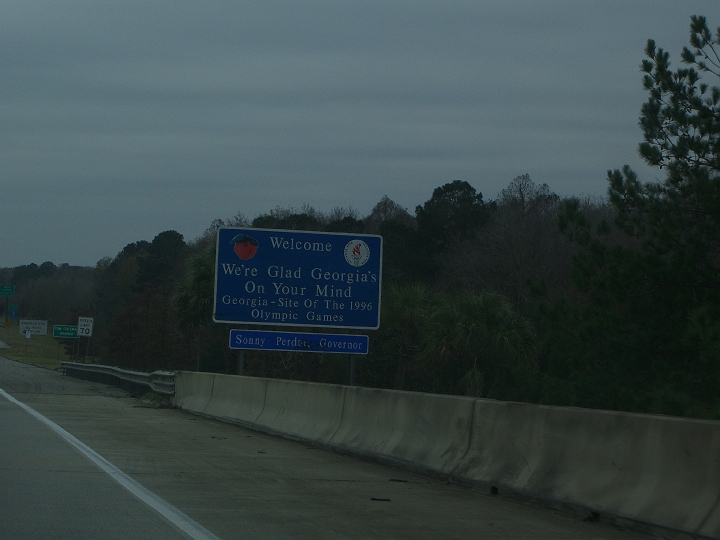 Welcome
We're Glad Georgia's
On Your Mind
Georgia-Site Of The 1996
Olympic Games
Sonny Perdue, Governor
70